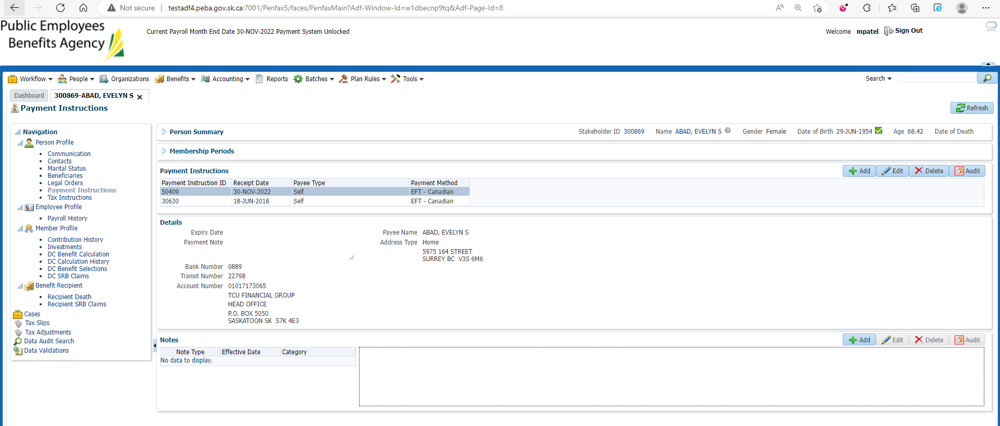 Not secure | testadf4.peba.gov.sk.ca:7001/Penfax5/faces/PenfaxMain?Adf-Window-Id=w1dbecnp9tq&Adf-Page-Id=8
Public Employees
Benefits Agency
Current Payroll Month End Date 30-NOV-2022 Payment System Unlocked
Welcome mpatel Sign Out
Workflow People Organizations Benefits Accounting Reports Batches Plan Rules Tools Search
Dashboard 300869-ABAD, EVELYN S
Payment Instructions
Refresh
Navigation
Person Profile
Communication
Contacts
Marital Status
Beneficiaries
Legal Orders
Payment Instructions
Tax Instructions
Employee Profile
Payroll History
Member Profile
Contribution History
Investments
DC Benefit Calculation
DC Calculation History
DC Benefit Selections
DC SRB Claims
Benefit Recipient
Recipient Death
Recipient SRB Claims
Cases
Tax Slips
Tax Adjustments
Data Audit Search
Data Validations
Person Summary Stakeholder ID 300869 Name ABAD, EVELYN S Gender Female Date of Birth 29-JUN-1954 Age 68.42 Date of Death
Membership Periods
Payment Instructions Add Edit Delete Audit
Payment Instruction ID Receipt Date Payee Type Payment Method
50409 30-NOV-2022 Self EFT - Canadian
30630 18-JUN-2018 Self EFT - Canadian
Details
Expiry Date Payee Name ABAD, EVELYN S
Payment Note Address Type Home
5975 164 STREET
SURREY BC V3S 6M6
Bank Number 0889
Transit Number 22798
Account Number 01017173065
TCU FINANCIAL GROUP
HEAD OFFICE
P.O. BOX 5050
SASKATOON SK S7K 4E3
Notes Add Edit Delete Audit
Note Type Effective Date Category
No data to display.